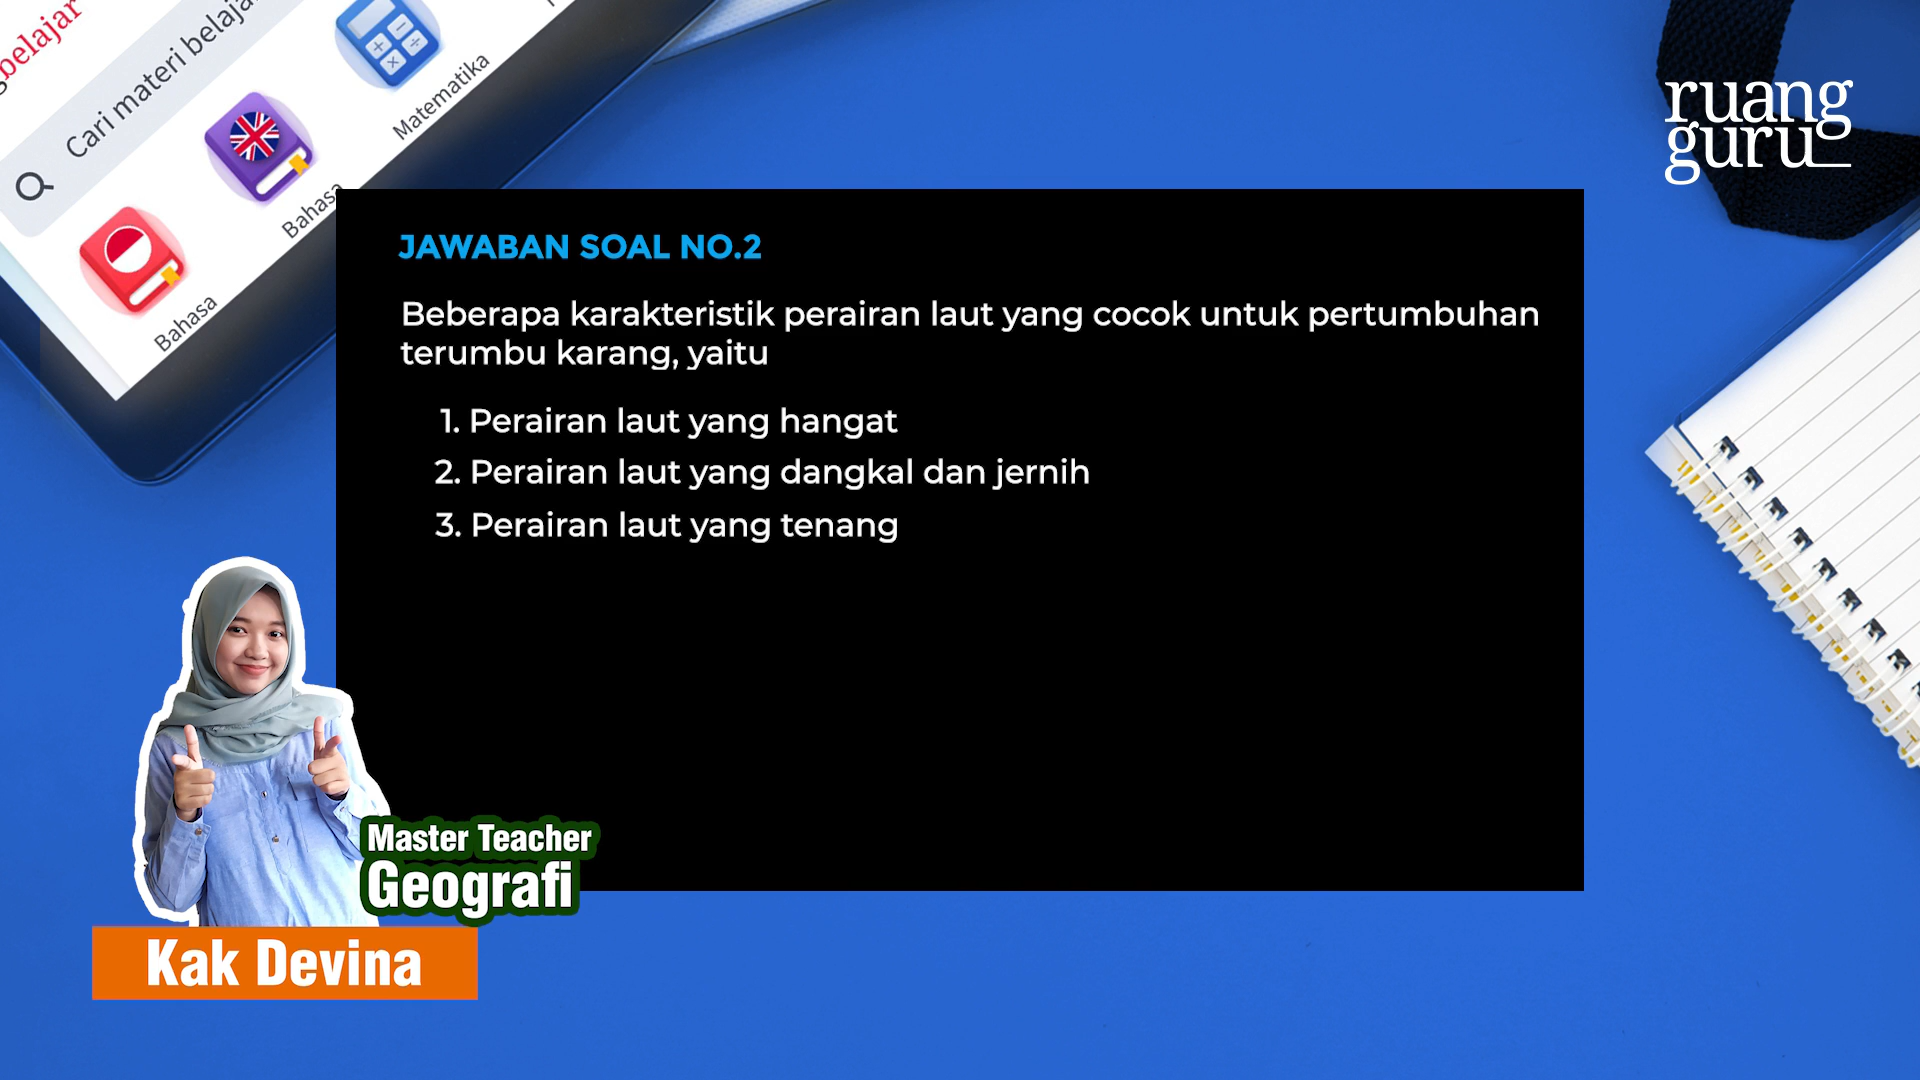 belajar
Cari materi belaja
Matematika
Bahasa
Bahasa
ruang
guru
JAWABAN SOAL NO.2
Beberapa karakteristik perairan laut yang cocok untuk pertumbuhan
terumbu karang, yaitu
1. Perairan laut yang hangat
2. Perairan laut yang dangkal dan jernih
3. Perairan laut yang tenang
Master Teacher
Geografi
Kak Devina